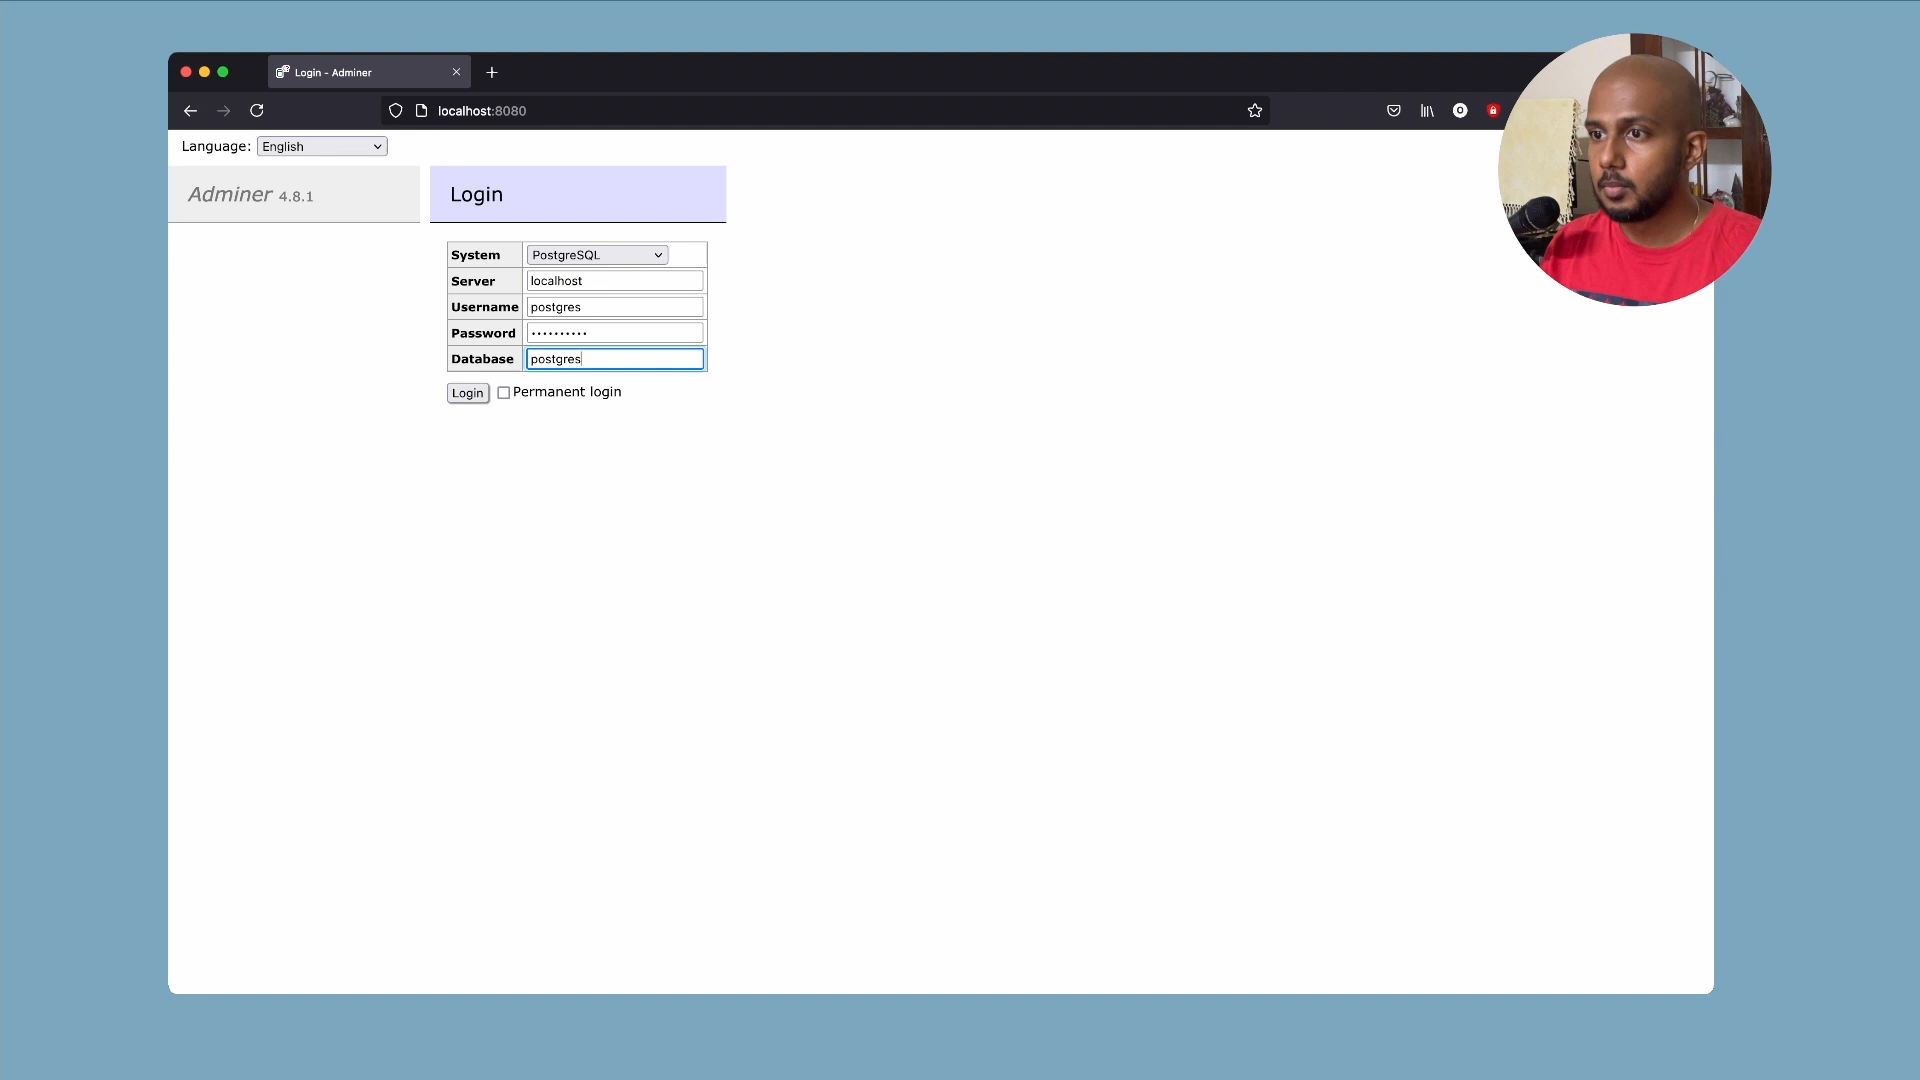 Login - Adminer
localhost:8080
Language: English
Adminer 4.8.1
Login
System PostgreSQL
Server localhost
Username postgres
Password ••••••••••
Database postgres
Login Permanent login